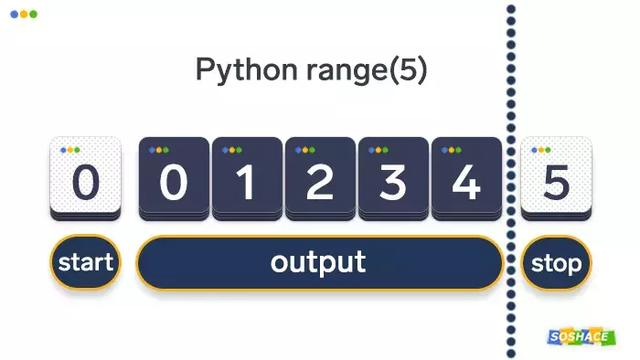 Python range(5)
0 0 1 2 3 4 5
start output stop
SOSHACE